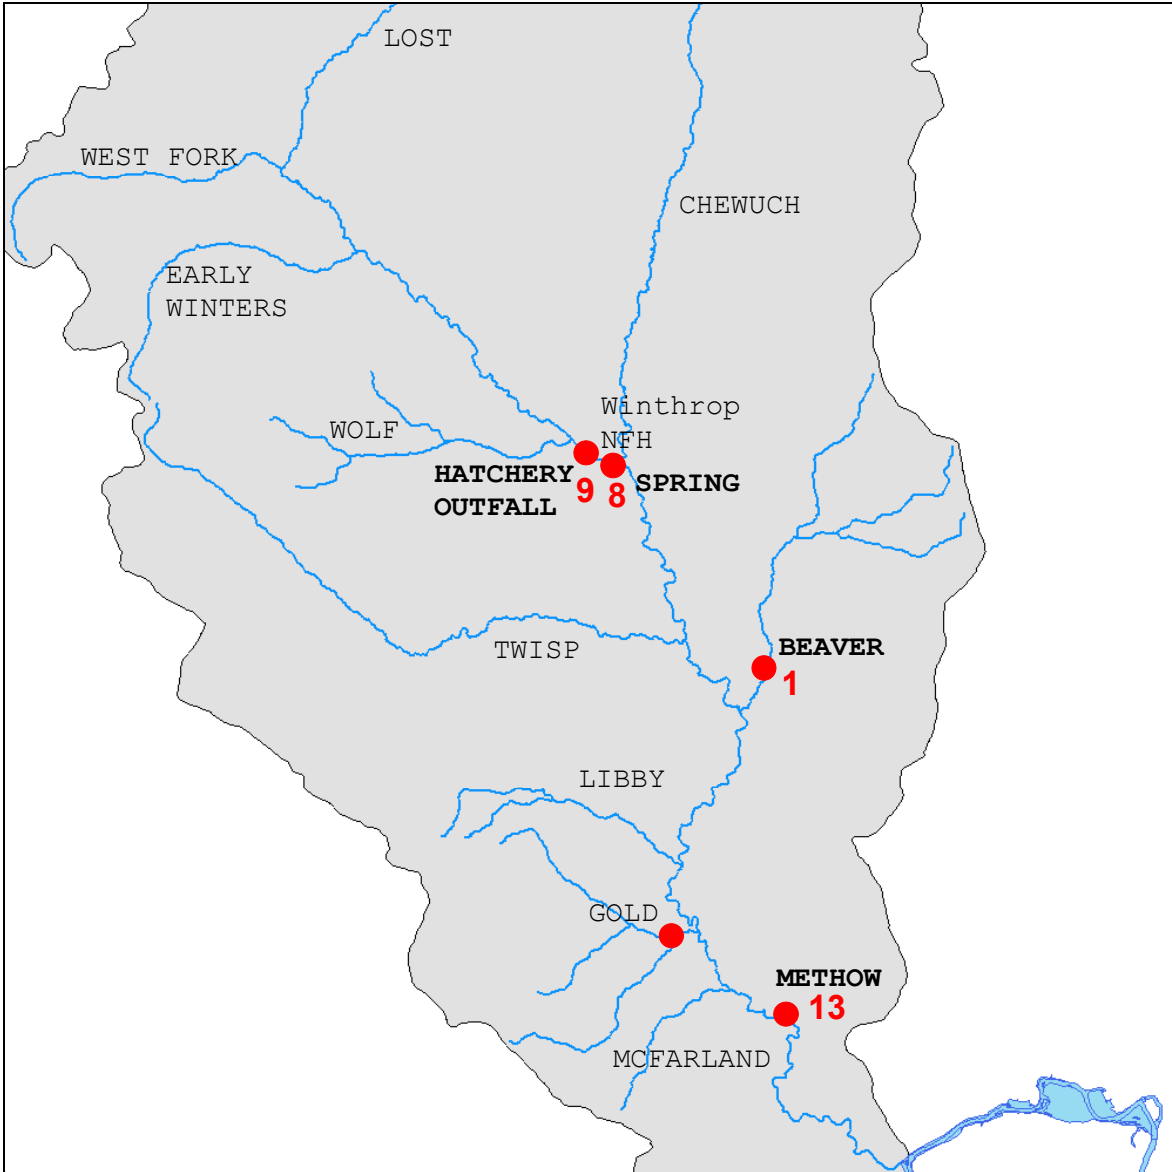 LOST
WEST FORK
CHEWUCH
EARLY
WINTERS
Winthrop
NFH
WOLF
HATCHERY
OUTFALL
9
8
SPRING
TWISP
BEAVER
1
LIBBY
GOLD
METHOW
13
MCFARLAND